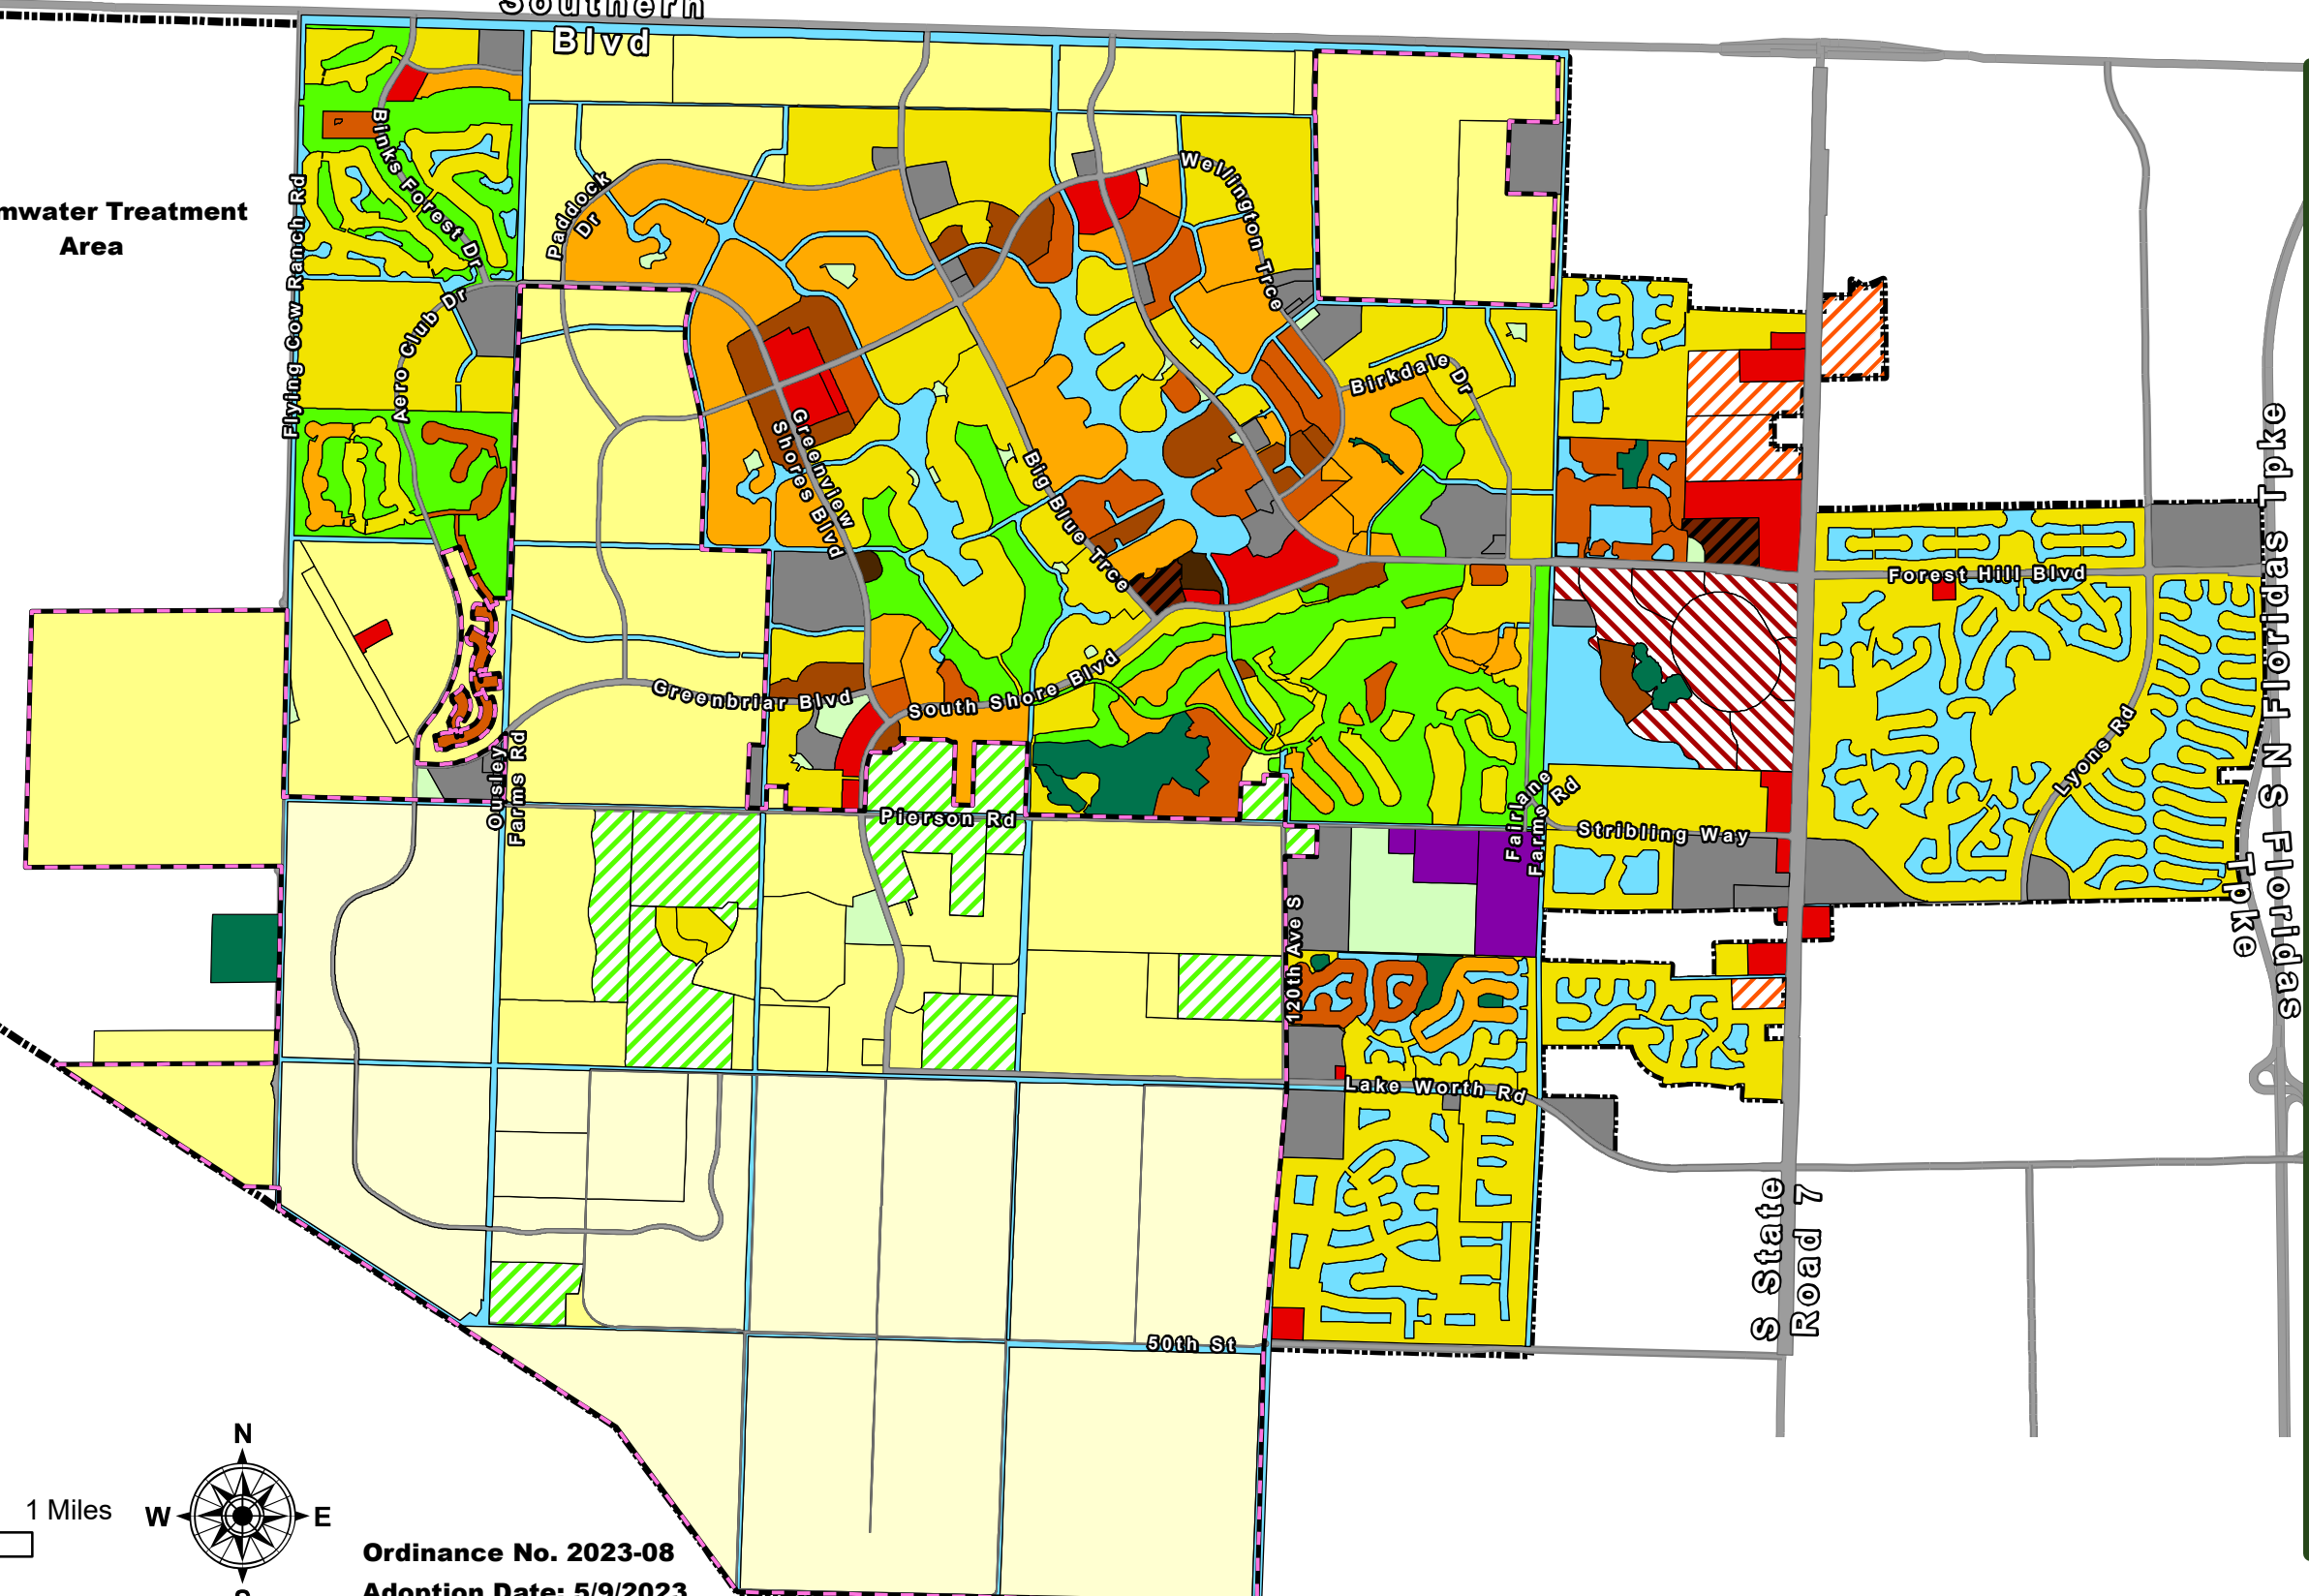 Southern
Blvd
mwater Treatment
Area
Flying Cow Ranch Rd
Binks Forest Dr
Aero Club Dr
Paddock
Dr
Wellington Trce
Birkdale Dr
Greenview
Shores Blvd
Big Blue Trce
Forest Hill Blvd
Greenbriar Blvd
South Shore Blvd
Ousley
Farms Rd
Pierson Rd
Fairlane
Farms Rd
Stribling Way
Lyons Rd
120th Ave S
Lake Worth Rd
50th St
S State
Road 7
S N Floridas Tpke
S Floridas
Tpke
N
W
E
S
1 Miles
Ordinance No. 2023-08
Adoption Date: 5/9/2023